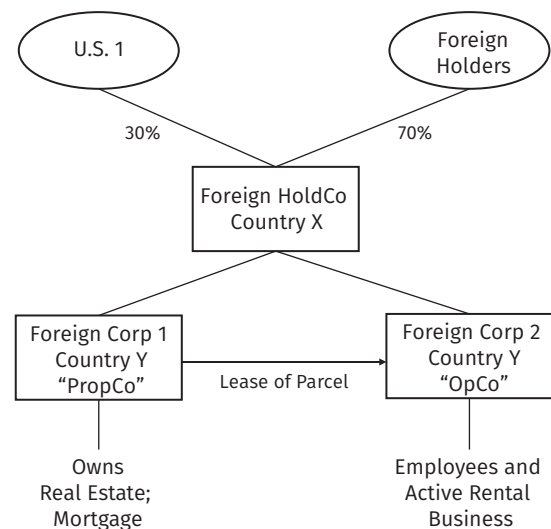 U.S. 1
Foreign
Holders
30%
70%
Foreign HoldCo
Country X
Foreign Corp 1
Country Y
“PropCo”
Lease of Parcel
Foreign Corp 2
Country Y
“OpCo”
Owns
Real Estate;
Mortgage
Employees and
Active Rental
Business